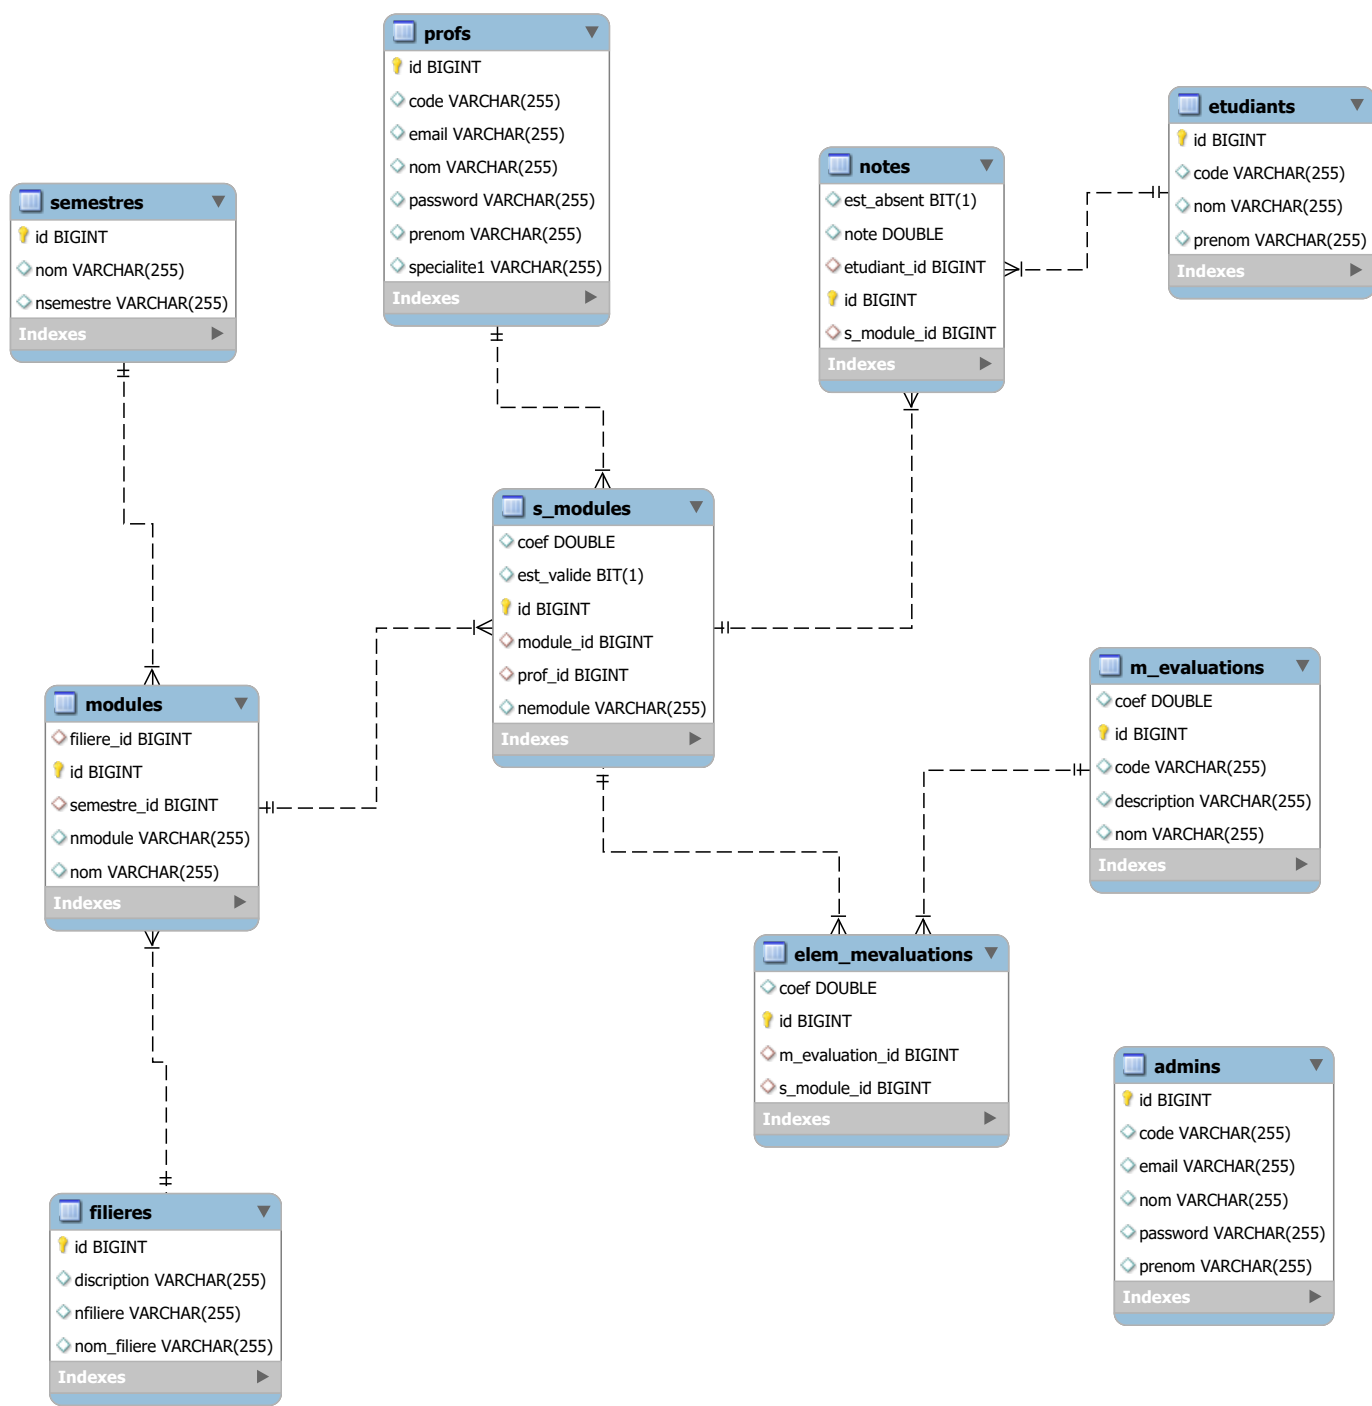 profs
id BIGINT
code VARCHAR(255)
email VARCHAR(255)
nom VARCHAR(255)
password VARCHAR(255)
prenom VARCHAR(255)
specialite1 VARCHAR(255)
Indexes
etudiants
id BIGINT
code VARCHAR(255)
nom VARCHAR(255)
prenom VARCHAR(255)
Indexes
notes
est_absent BIT(1)
note DOUBLE
etudiant_id BIGINT
id BIGINT
s_module_id BIGINT
Indexes
semestres
id BIGINT
nom VARCHAR(255)
nsemestre VARCHAR(255)
Indexes
s_modules
coef DOUBLE
est_valide BIT(1)
id BIGINT
module_id BIGINT
prof_id BIGINT
nemodule VARCHAR(255)
Indexes
modules
filiere_id BIGINT
id BIGINT
semestre_id BIGINT
nmodule VARCHAR(255)
nom VARCHAR(255)
Indexes
m_evaluations
coef DOUBLE
id BIGINT
code VARCHAR(255)
description VARCHAR(255)
nom VARCHAR(255)
Indexes
elem_mevaluations
coef DOUBLE
id BIGINT
m_evaluation_id BIGINT
s_module_id BIGINT
Indexes
admins
id BIGINT
code VARCHAR(255)
email VARCHAR(255)
nom VARCHAR(255)
password VARCHAR(255)
prenom VARCHAR(255)
Indexes
filieres
id BIGINT
discription VARCHAR(255)
nfiliere VARCHAR(255)
nom_filiere VARCHAR(255)
Indexes